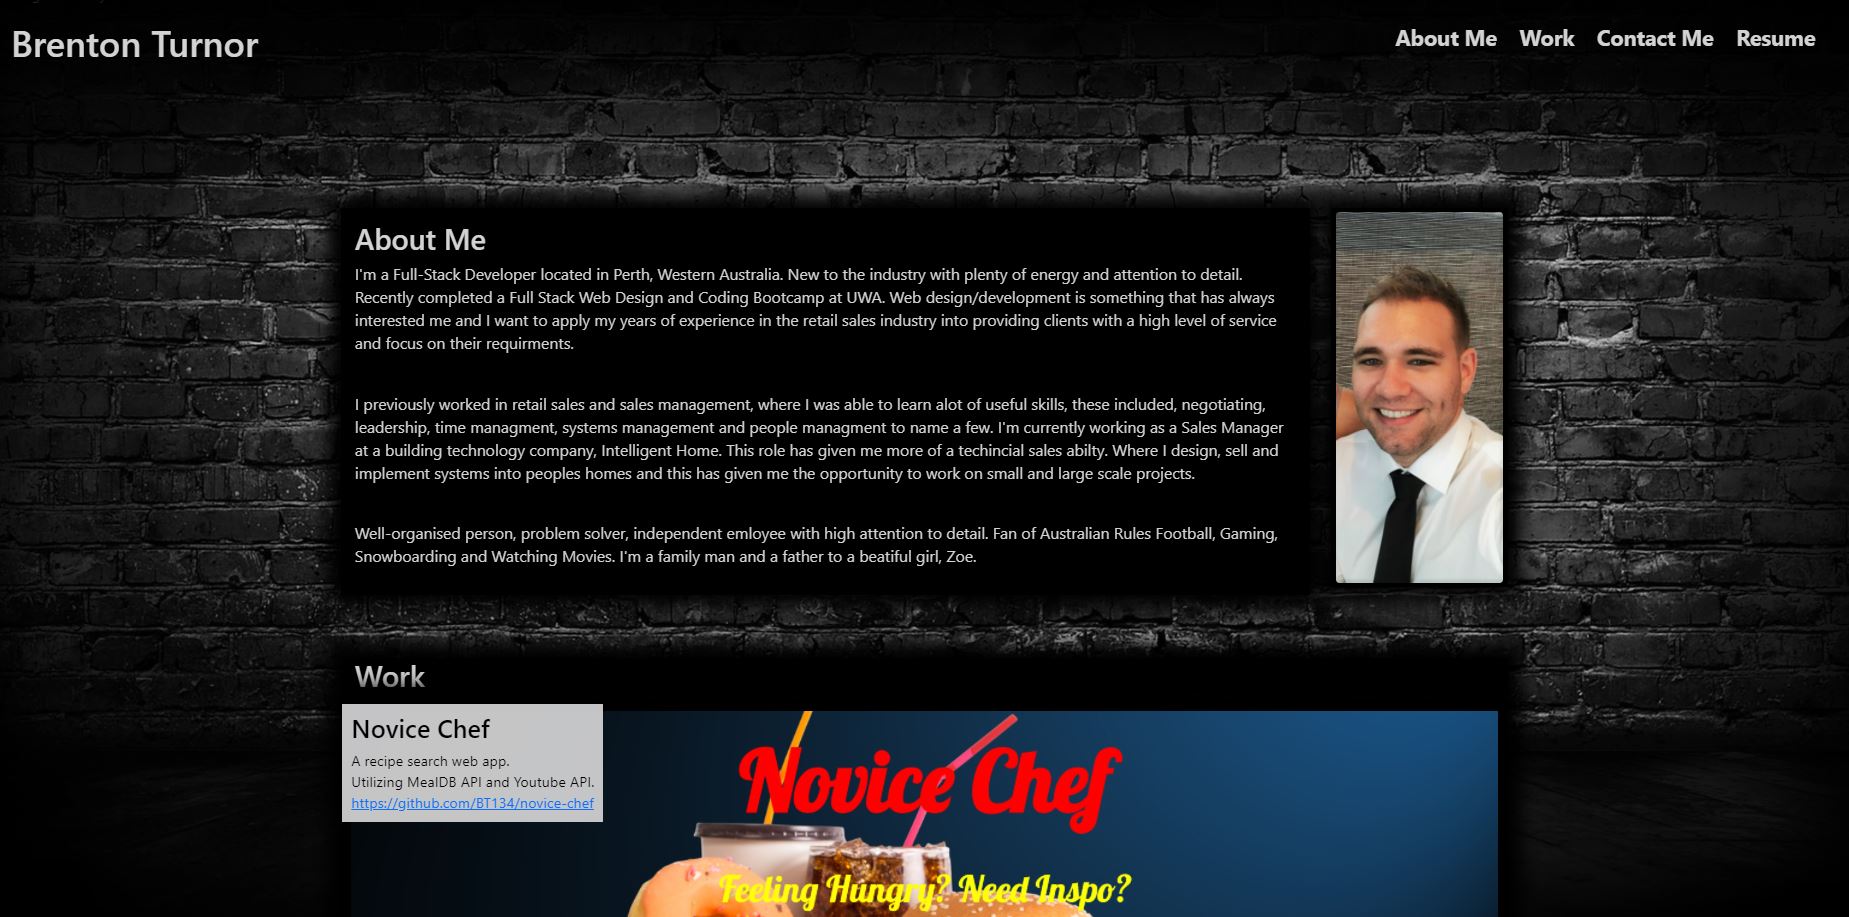 Brenton Turnor
About Me Work Contact Me Resume
About Me
I'm a Full-Stack Developer located in Perth, Western Australia. New to the industry with plenty of energy and attention to detail.
Recently completed a Full Stack Web Design and Coding Bootcamp at UWA. Web design/development is something that has always
interested me and I want to apply my years of experience in the retail sales industry into providing clients with a high level of service
and focus on their requirments.
I previously worked in retail sales and sales management, where I was able to learn alot of useful skills, these included, negotiating,
leadership, time managment, systems management and people managment to name a few. I'm currently working as a Sales Manager
at a building technology company, Intelligent Home. This role has given me more of a techincial sales abilty. Where I design, sell and
implement systems into peoples homes and this has given me the opportunity to work on small and large scale projects.
Well-organised person, problem solver, independent emloyee with high attention to detail. Fan of Australian Rules Football, Gaming,
Snowboarding and Watching Movies. I'm a family man and a father to a beatiful girl, Zoe.
Work
Novice Chef
A recipe search web app.
Utilizing MealDB API and Youtube API.
https://github.com/BT134/novice-chef
Novice Chef
Feeling Hungry? Need Inspo?